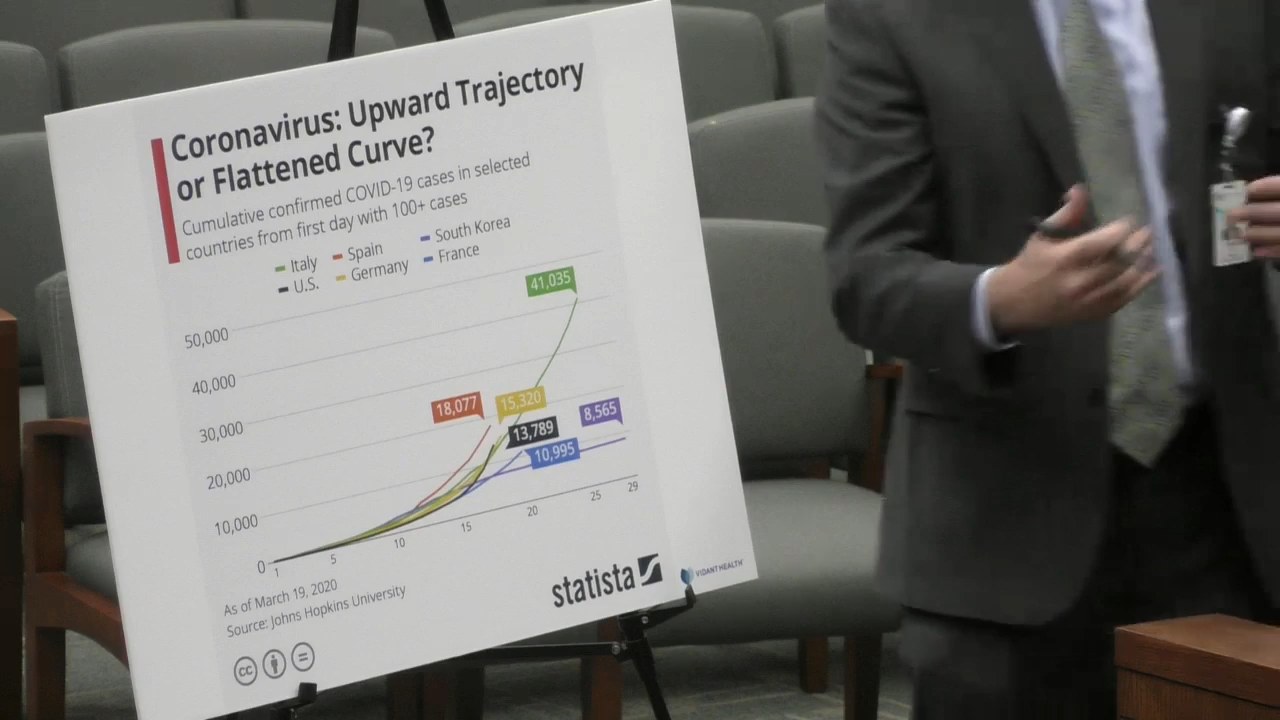 Coronavirus: Upward Trajectory
or Flattened Curve?
Cumulative confirmed COVID-19 cases in selected
countries from first day with 100+ cases
Italy Spain South Korea
U.S. Germany France
41,035
50,000
40,000
18,077 15,320 8,565
30,000 13,789
10,995
20,000
10,000
0
1 5 10 15 20 25 29
As of March 19, 2020
Source: Johns Hopkins University
statista VIDANT HEALTH
cc